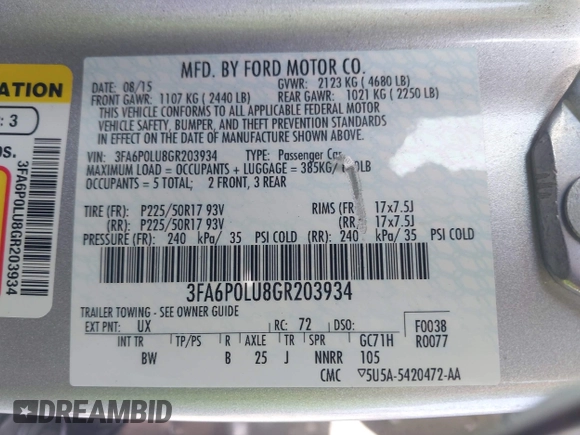 MFD. BY FORD MOTOR CO.
DATE: 08/15 GVWR: 2123 KG ( 4680 LB)
FRONT GAWR: 1107 KG ( 2440 LB) REAR GAWR: 1021 KG ( 2250 LB)
THIS VEHICLE CONFORMS TO ALL APPLICABLE FEDERAL MOTOR
VEHICLE SAFETY, BUMPER, AND THEFT PREVENTION STANDARDS
IN EFFECT ON THE DATE OF MANUFACTURE SHOWN ABOVE.
VIN: 3FA6P0LU8GR203934 TYPE: Passenger Car
MAXIMUM LOAD = OCCUPANTS + LUGGAGE = 385KG/
OCCUPANTS = 5 TOTAL; 2 FRONT, 3 REAR
TIRE (FR): P225/50R17 93V RIMS (FR 17x7.5J
(RR): P225/50R17 93V (RR) 17x7.5J
PRESSURE (FR): 240 kPa/ 35 PSI COLD (RR): 240 kPa/ 35 PSI COLD
3FA6P0LU8GR203934
TRAILER TOWING - SEE OWNER GUIDE
EXT PNT: UX RC: 72 DSO: F0038
INT TR TP/PS R AXLE TR SPR GC71H R0077
BW B 25 J NNRR 105
CMC ▽5U5A-5420472-AA
: 3
3FA6P0LU8GR203934
DREAMBID